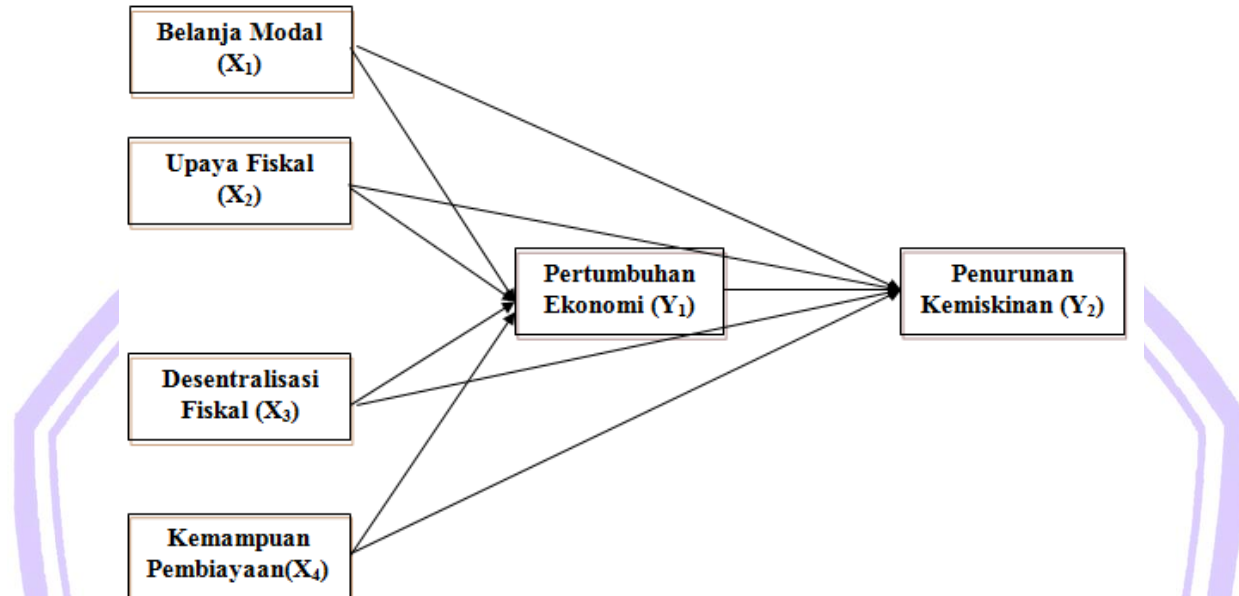 Belanja Modal
(X₁)
Upaya Fiskal
(X₂)
Pertumbuhan
Ekonomi (Y₁)
Penurunan
Kemiskinan (Y₂)
Desentralisasi
Fiskal (X₃)
Kemampuan
Pembiayaan(X₄)